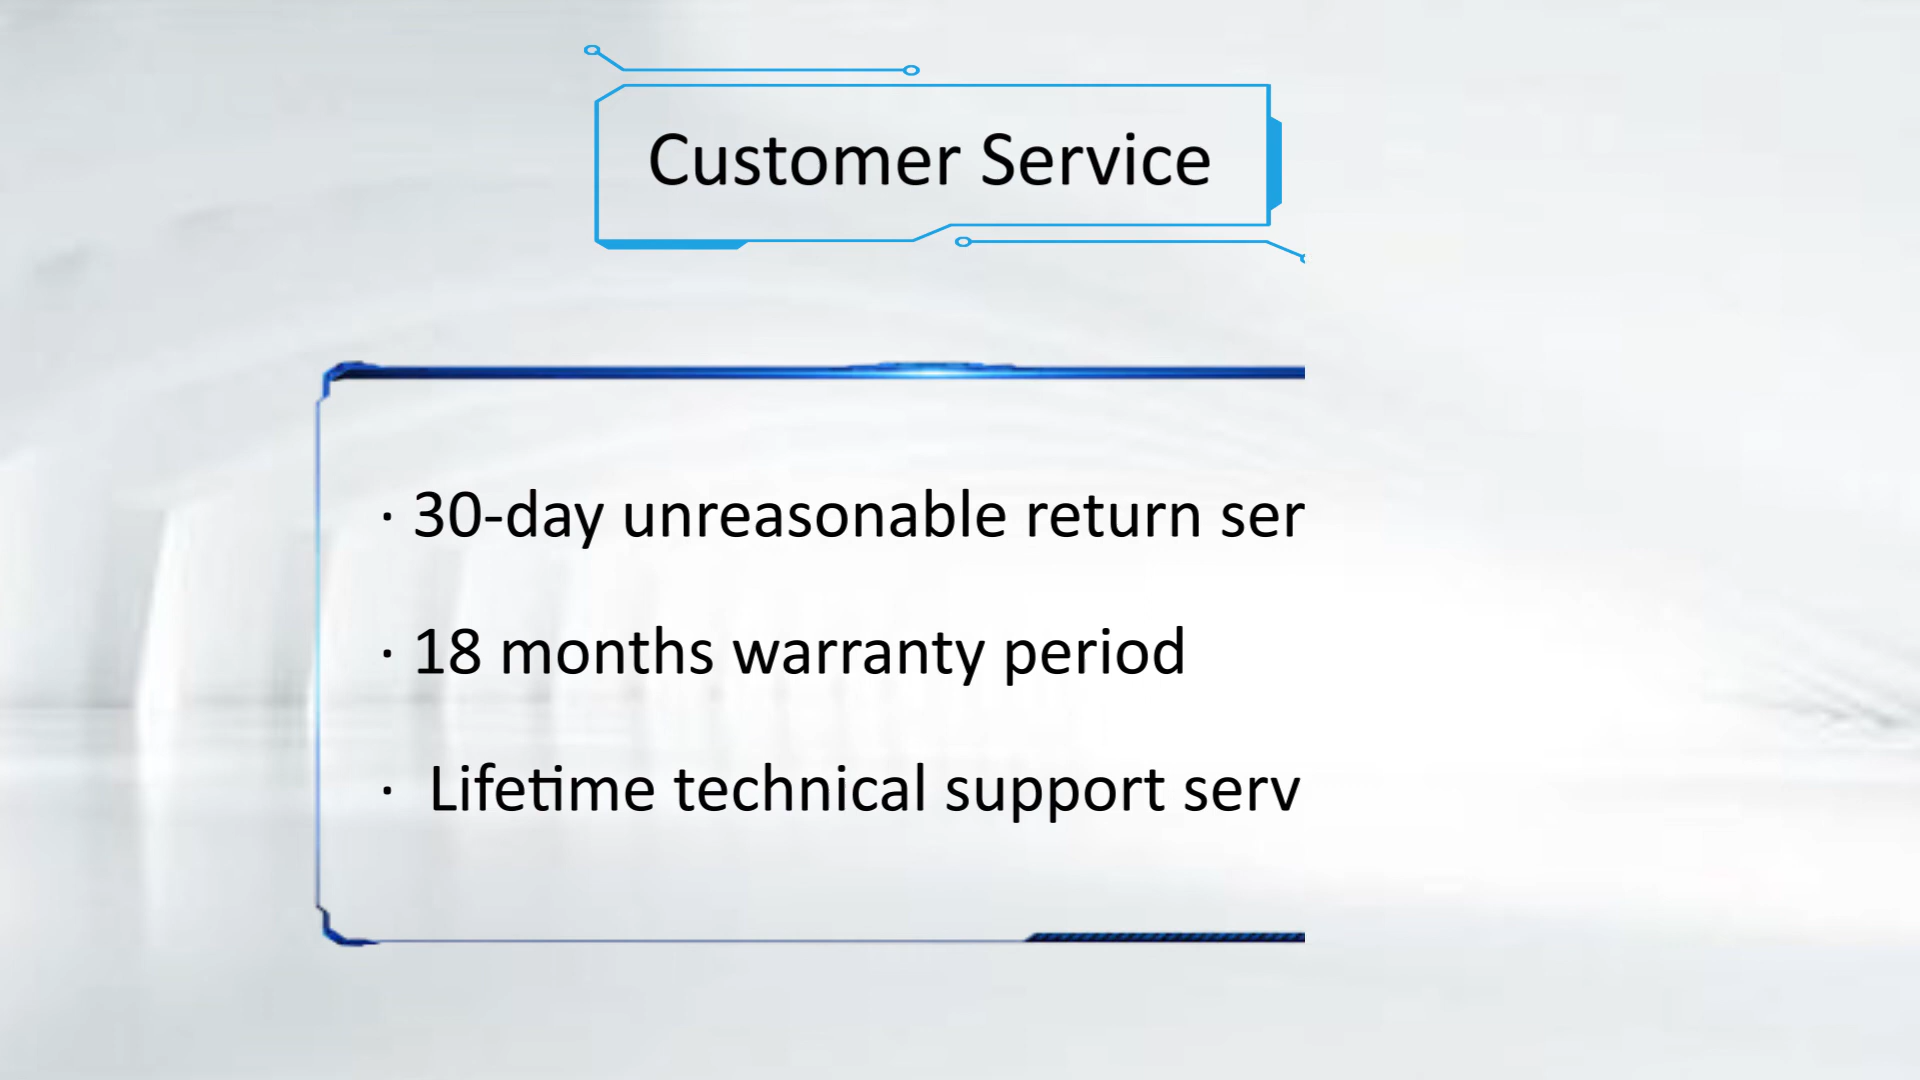 Customer Service
· 30-day unreasonable return ser
· 18 months warranty period
· Lifetime technical support serv